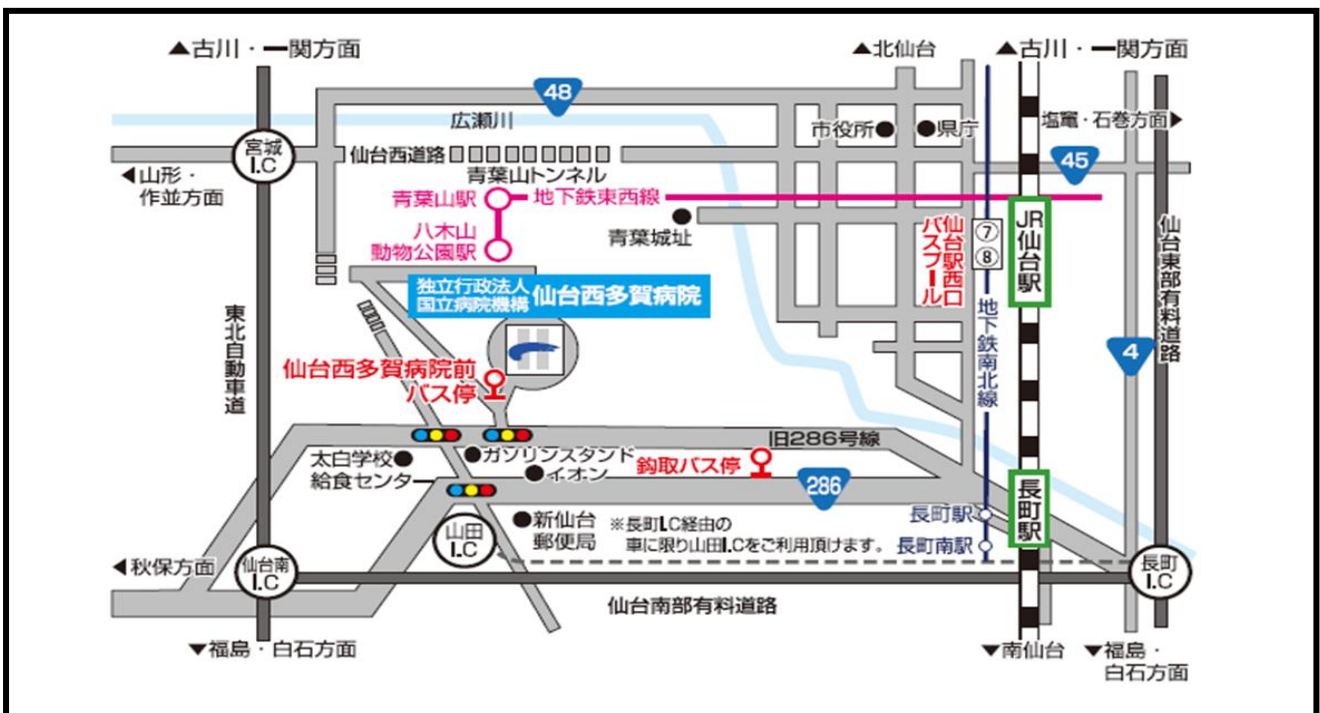 ▲古川・一関方面
▲北仙台
▲古川・一関方面
48
広瀬川
市役所●
●県庁
塩竈・石巻方面▶
宮城
I.C
仙台西道路
青葉山トンネル
45
◀山形・
作並方面
青葉山駅
地下鉄東西線
青葉城址
八木山
動物公園駅
仙台駅西口
バスプール
⑦
⑧
JR仙台駅
仙台東部有料道路
独立行政法人
国立病院機構
仙台西多賀病院
東北自動車道
地下鉄南北線
4
仙台西多賀病院前
バス停
旧286号線
太白学校●
給食センター
●ガソリンスタンド
●イオン
鈎取バス停
286
長町駅
山田
I.C
●新仙台
郵便局
※長町I.C経由の
車に限り山田I.Cをご利用頂けます。
長町駅
長町南駅
◀秋保方面
仙台南
I.C
長町
I.C
仙台南部有料道路
▼福島・白石方面
▼南仙台
▼福島・
白石方面